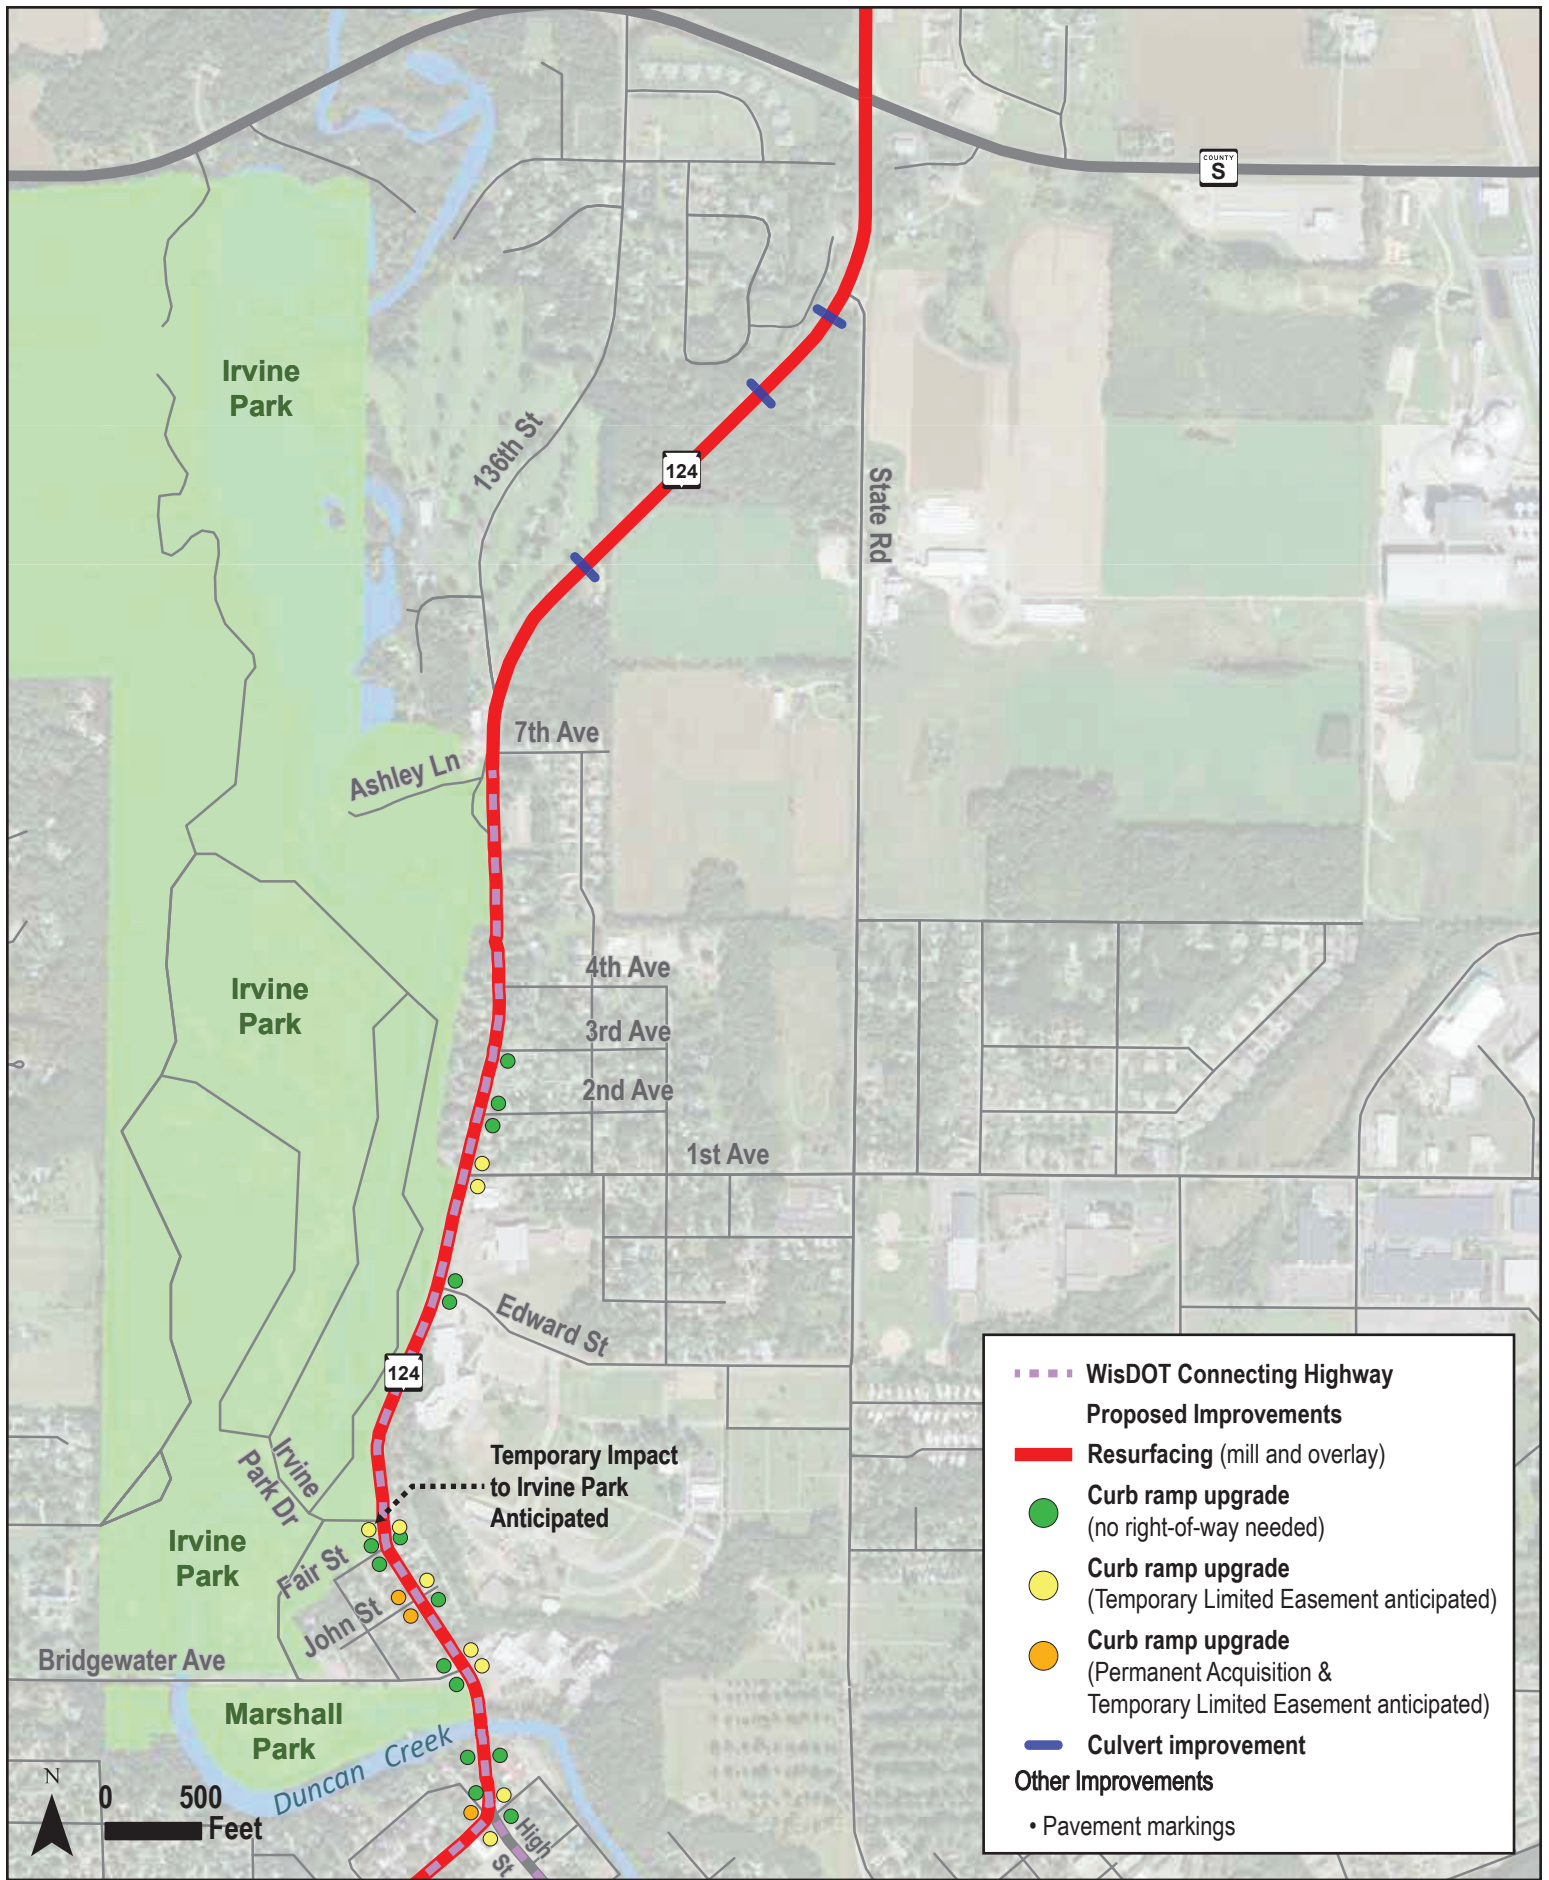 COUNTY
S
Irvine
Park
136th St
124
State Rd
7th Ave
Ashley Ln
4th Ave
Irvine
Park
3rd Ave
2nd Ave
1st Ave
Edward St
124
Irvine
Park Dr
Temporary Impact
to Irvine Park
Anticipated
Irvine
Park
Fair St
John St
Bridgewater Ave
Marshall
Park
Duncan Creek
High
St
N
0 500
Feet
WisDOT Connecting Highway
Proposed Improvements
Resurfacing (mill and overlay)
Curb ramp upgrade
(no right-of-way needed)
Curb ramp upgrade
(Temporary Limited Easement anticipated)
Curb ramp upgrade
(Permanent Acquisition &
Temporary Limited Easement anticipated)
Culvert improvement
Other Improvements
• Pavement markings